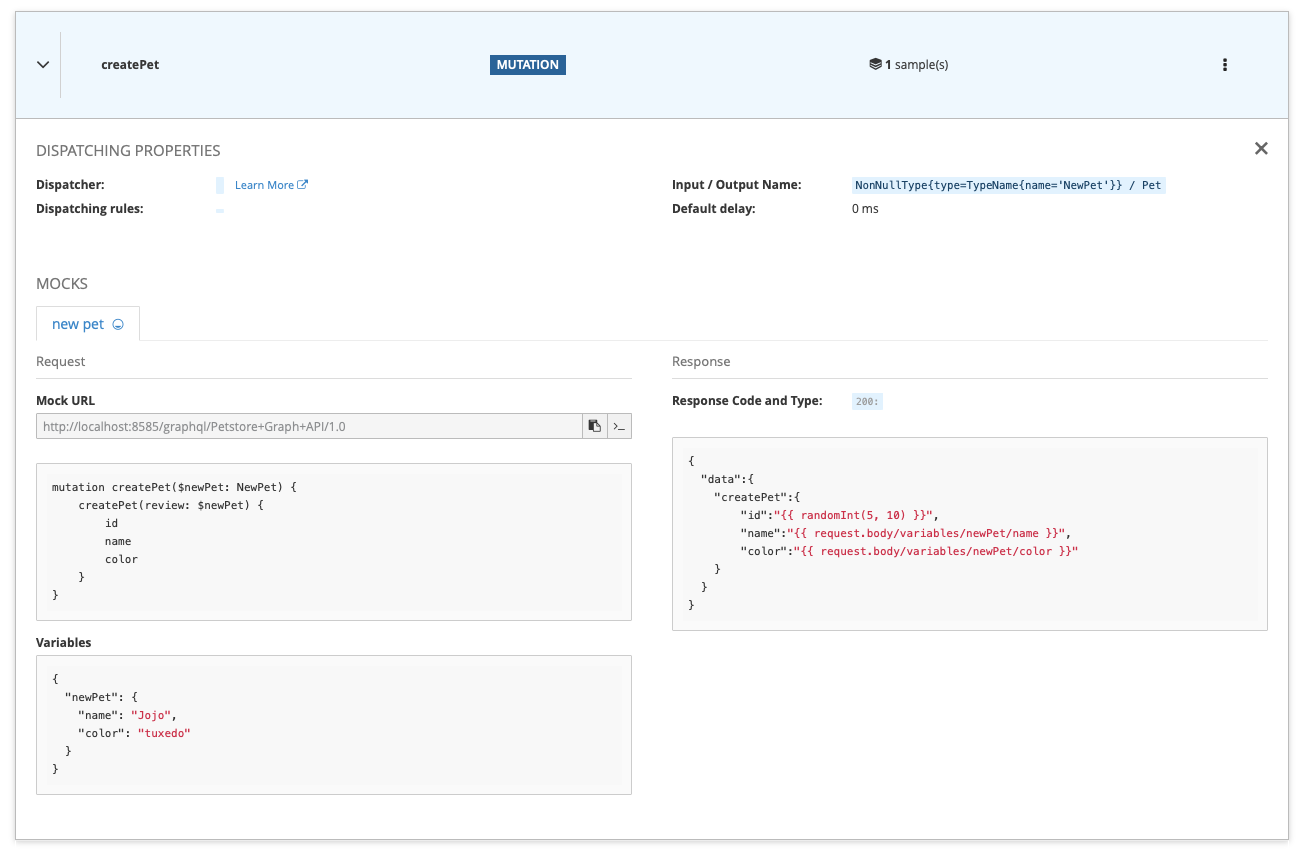 createPet MUTATION 1 sample(s)
DISPATCHING PROPERTIES
Dispatcher: Learn More
Dispatching rules:
Input / Output Name: NonNullType{type=TypeName{name='NewPet'}} / Pet
Default delay: 0 ms
MOCKS
new pet
Request
Mock URL
http://localhost:8585/graphql/Petstore+Graph+API/1.0
mutation createPet($newPet: NewPet) {
    createPet(review: $newPet) {
        id
        name
        color
    }
}
Variables
{
  "newPet": {
    "name": "Jojo",
    "color": "tuxedo"
  }
}
Response
Response Code and Type: 200:
{
  "data":{
    "createPet":{
        "id":"{{ randomInt(5, 10) }}",
        "name":"{{ request.body/variables/newPet/name }}",
        "color":"{{ request.body/variables/newPet/color }}"
    }
  }
}